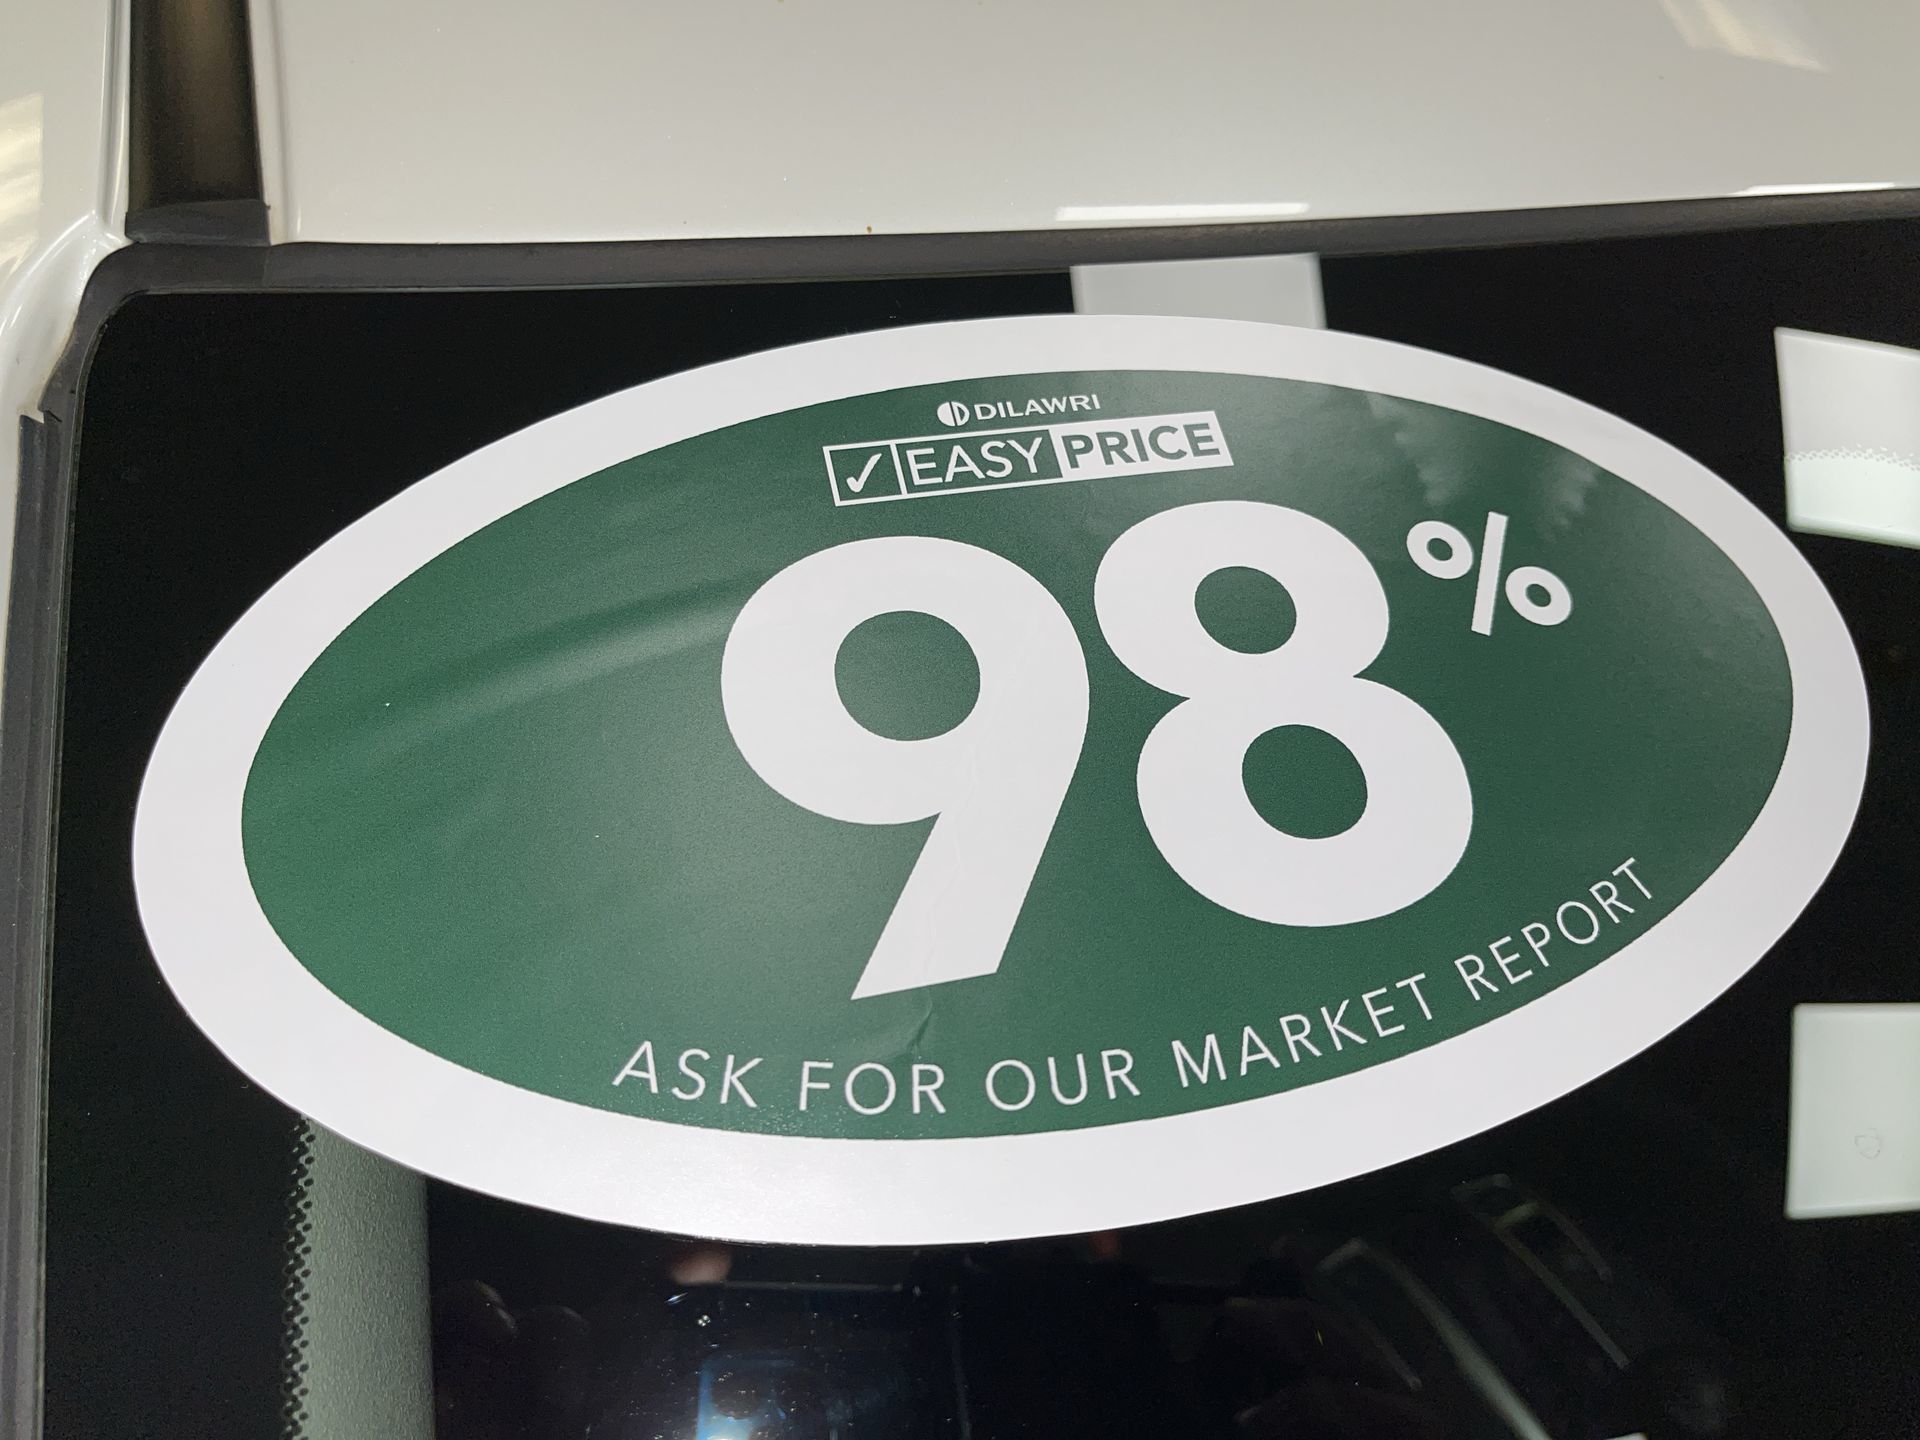 DILAWRI
✓ EASY PRICE
98%
ASK FOR OUR MARKET REPORT